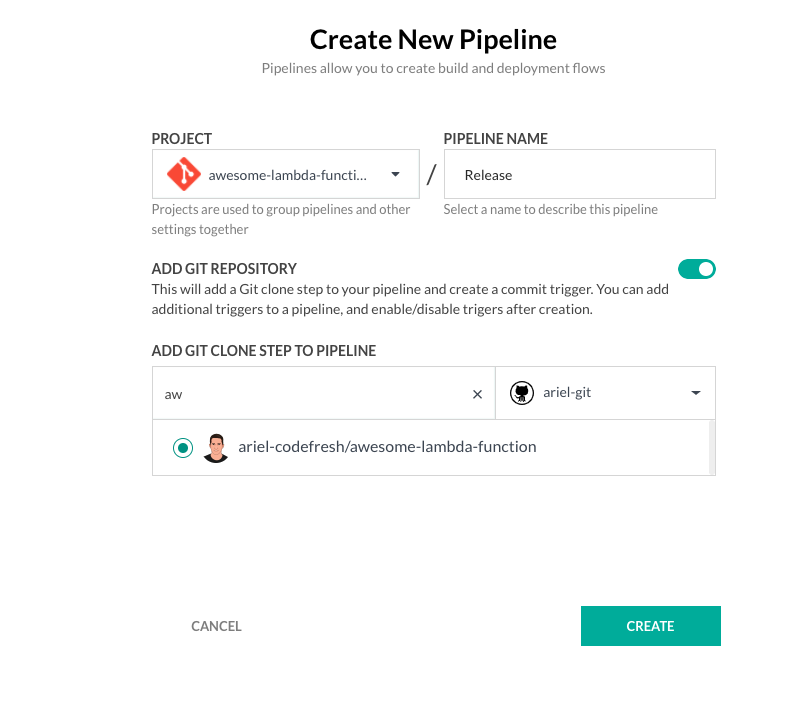 Create New Pipeline
Pipelines allow you to create build and deployment flows
PROJECT
awesome-lambda-functi...
Projects are used to group pipelines and other
settings together
/
PIPELINE NAME
Release
Select a name to describe this pipeline
ADD GIT REPOSITORY
This will add a Git clone step to your pipeline and create a commit trigger. You can add
additional triggers to a pipeline, and enable/disable trigers after creation.
ADD GIT CLONE STEP TO PIPELINE
aw
ariel-git
ariel-codefresh/awesome-lambda-function
CANCEL
CREATE